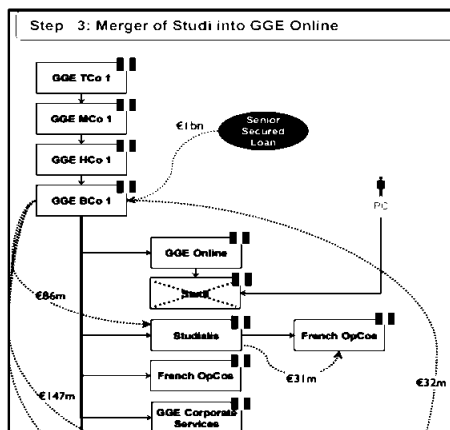 Step 3: Merger of Studi into GGE Online
GGE TCo 1
GGE MCo 1
€1bn
Senior
Secured
Loan
GGE HCo 1
GGE BCo 1
PC
GGE Online
Studi
€86m
Studialis
French OpCos
€31m
French OpCos
€32m
€147m
GGE Corporate
Services